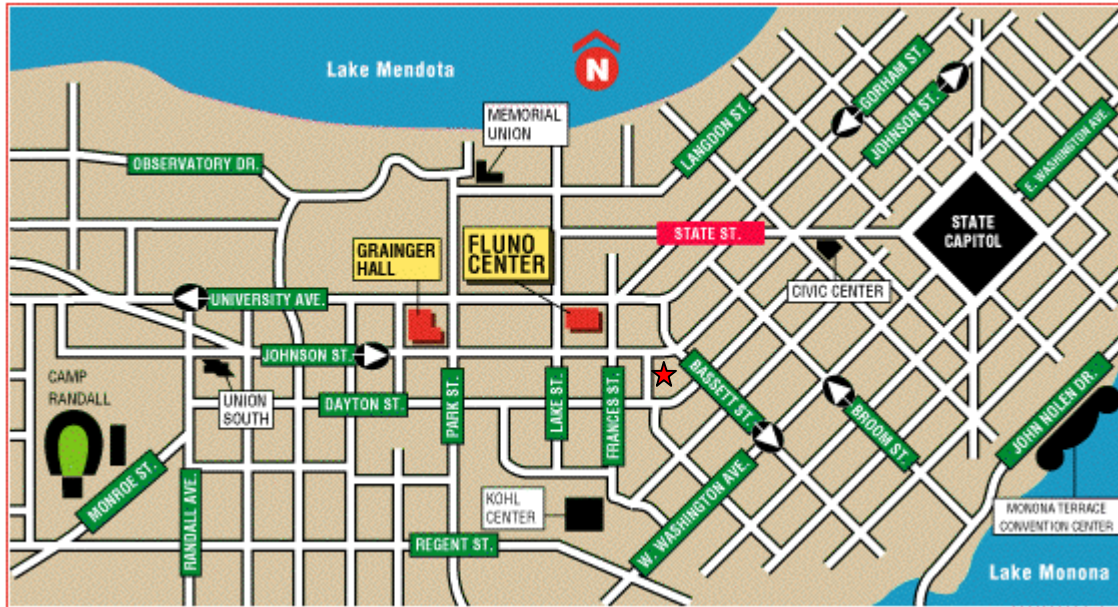 Lake Mendota
N
GORHAM ST.
JOHNSON ST.
MEMORIAL
UNION
LANGDON ST.
E. WASHINGTON AVE.
OBSERVATORY DR.
STATE ST.
STATE
CAPITOL
GRAINGER
HALL
FLUNO
CENTER
CIVIC CENTER
UNIVERSITY AVE.
JOHNSON ST.
CAMP
RANDALL
UNION
SOUTH
DAYTON ST.
PARK ST.
LAKE ST.
FRANCES ST.
BASSETT ST.
BROOM ST.
JOHN NOLEN DR.
MONROE ST.
RANDALL AVE.
KOHL
CENTER
W. WASHINGTON AVE.
MONONA TERRACE
CONVENTION CENTER
REGENT ST.
Lake Monona